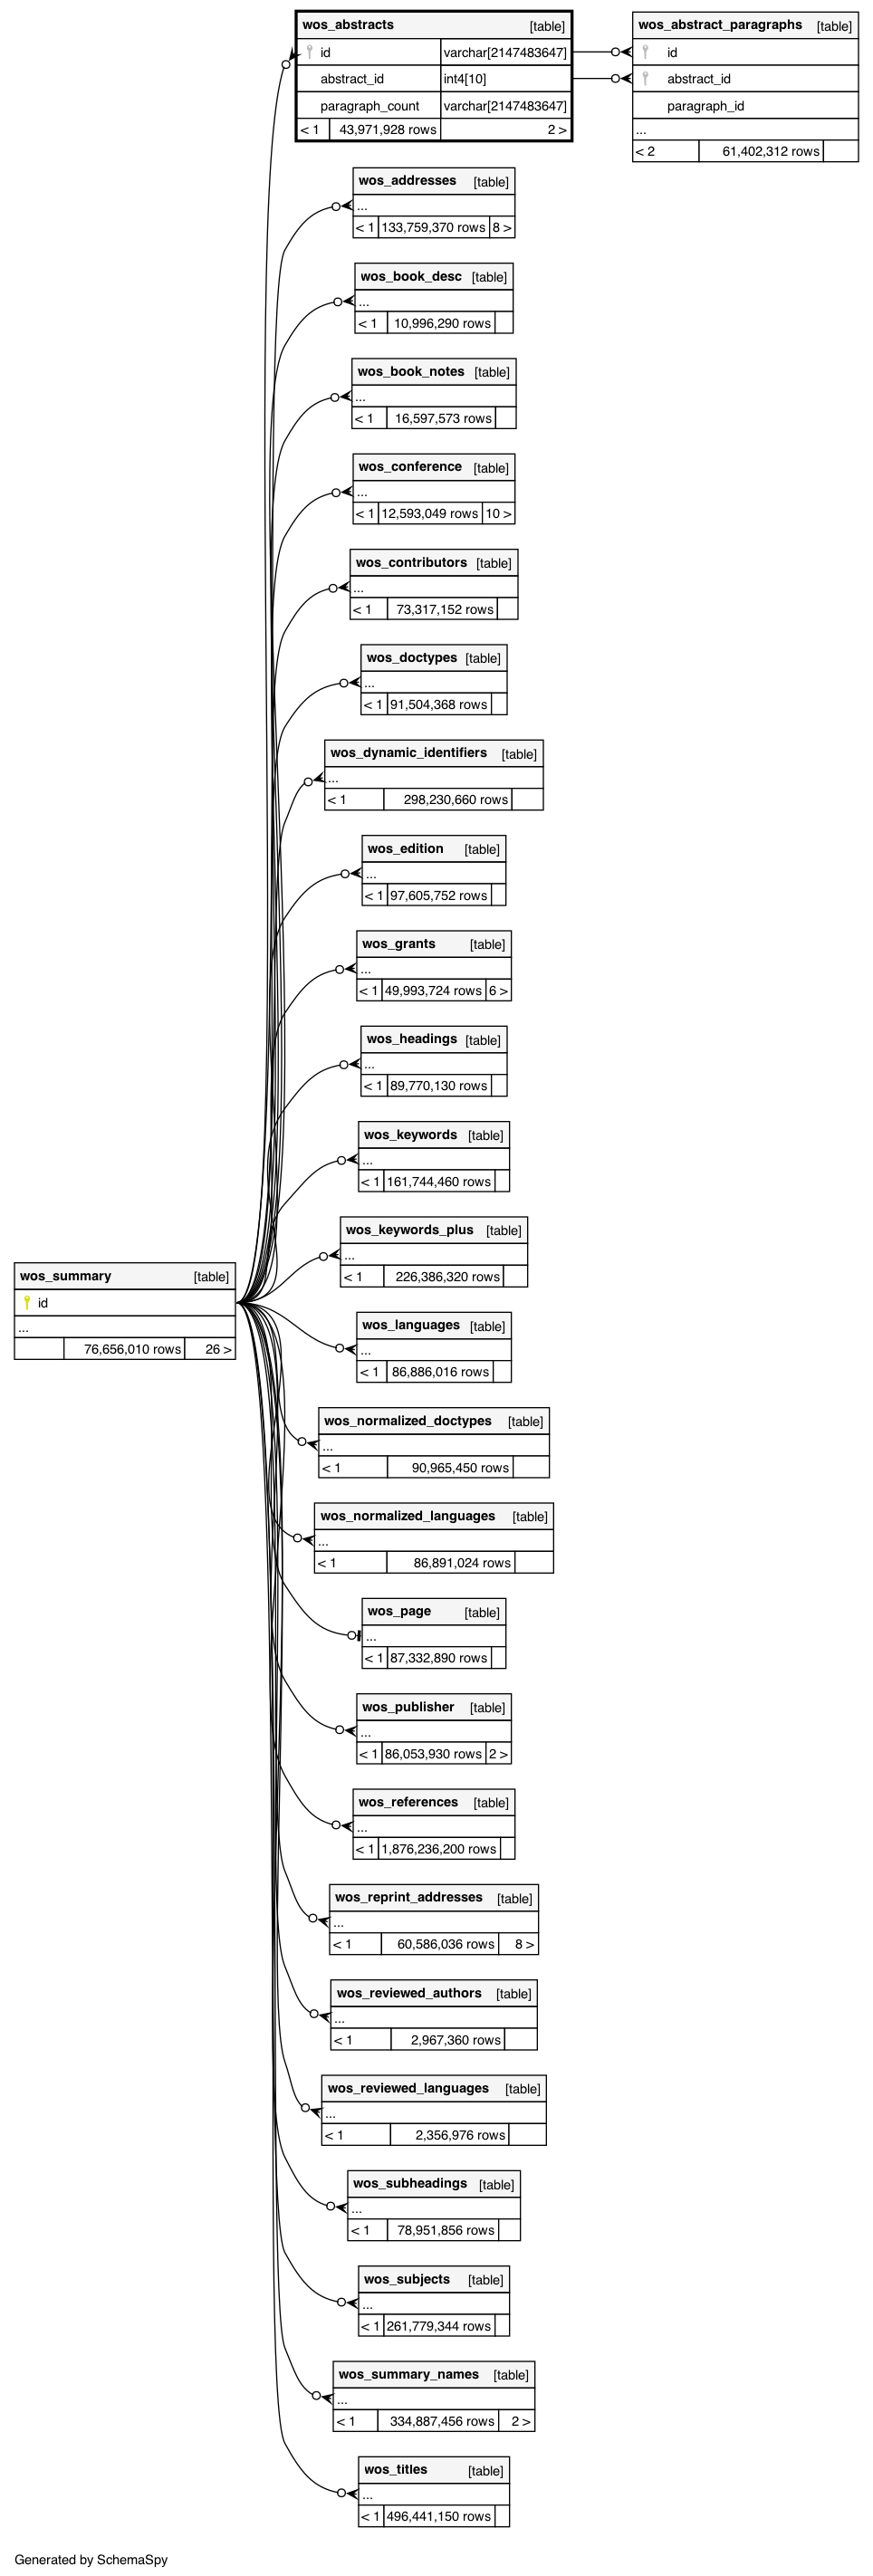 wos_abstracts [table]
id varchar[2147483647]
abstract_id int4[10]
paragraph_count varchar[2147483647]
< 1 43,971,928 rows 2 >
wos_abstract_paragraphs [table]
id
abstract_id
paragraph_id
...
< 2 61,402,312 rows
wos_addresses [table]
...
< 1 133,759,370 rows 8 >
wos_book_desc [table]
...
< 1 10,996,290 rows
wos_book_notes [table]
...
< 1 16,597,573 rows
wos_conference [table]
...
< 1 12,593,049 rows 10 >
wos_contributors [table]
...
< 1 73,317,152 rows
wos_doctypes [table]
...
< 1 91,504,368 rows
wos_dynamic_identifiers [table]
...
< 1 298,230,660 rows
wos_edition [table]
...
< 1 97,605,752 rows
wos_grants [table]
...
< 1 49,993,724 rows 6 >
wos_headings [table]
...
< 1 89,770,130 rows
wos_keywords [table]
...
< 1 161,744,460 rows
wos_keywords_plus [table]
...
< 1 226,386,320 rows
wos_summary [table]
id
...
76,656,010 rows 26 >
wos_languages [table]
...
< 1 86,886,016 rows
wos_normalized_doctypes [table]
...
< 1 90,965,450 rows
wos_normalized_languages [table]
...
< 1 86,891,024 rows
wos_page [table]
...
< 1 87,332,890 rows
wos_publisher [table]
...
< 1 86,053,930 rows 2 >
wos_references [table]
...
< 1 1,876,236,200 rows
wos_reprint_addresses [table]
...
< 1 60,586,036 rows 8 >
wos_reviewed_authors [table]
...
< 1 2,967,360 rows
wos_reviewed_languages [table]
...
< 1 2,356,976 rows
wos_subheadings [table]
...
< 1 78,951,856 rows
wos_subjects [table]
...
< 1 261,779,344 rows
wos_summary_names [table]
...
< 1 334,887,456 rows 2 >
wos_titles [table]
...
< 1 496,441,150 rows
Generated by SchemaSpy